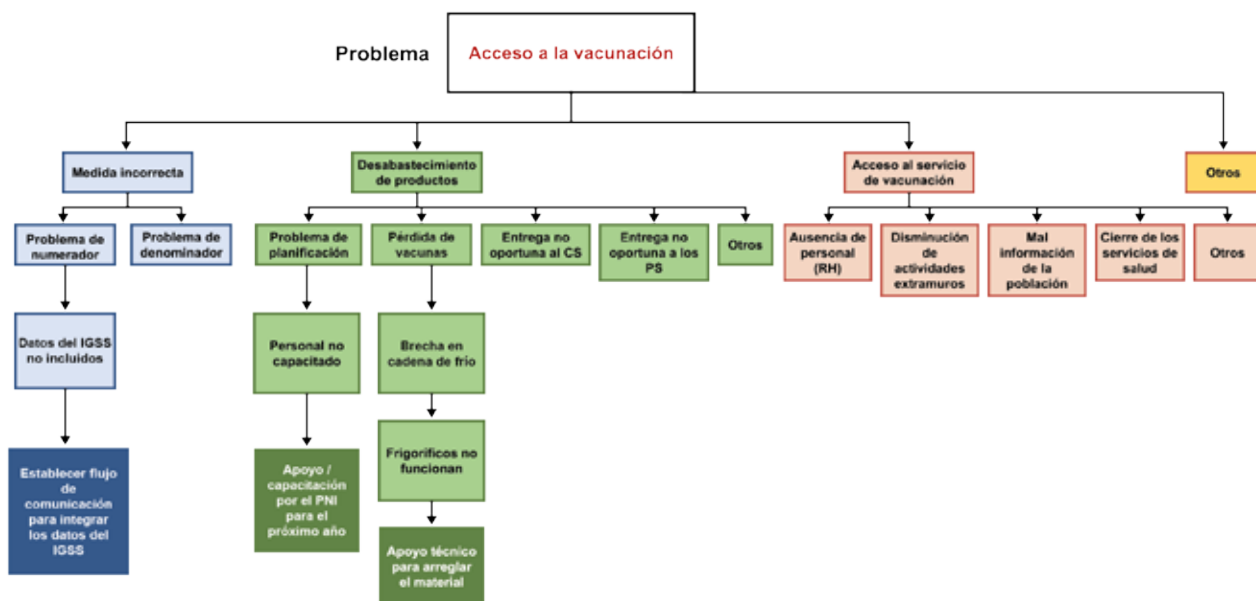 Problema
Acceso a la vacunación
Medida incorrecta
Desabastecimiento
de productos
Acceso al servicio
de vacunación
Otros
Problema de
numerador
Problema de
denominador
Problema de
planificación
Pérdida de
vacunas
Entrega no
oportuna al CS
Entrega no
oportuna a los
PS
Otros
Ausencia de
personal
(RH)
Disminución
de
actividades
extramuros
Mal
información
de la
población
Cierre de los
servicios de
salud
Otros
Datos del IGSS
no incluidos
Personal no
capacitado
Brecha en
cadena de frío
Frigoríficos no
funcionan
Establecer flujo
de
comunicación
para integrar
los datos del
IGSS
Apoyo /
capacitación
por el PNI
para el
próximo año
Apoyo técnico
para arreglar
el material